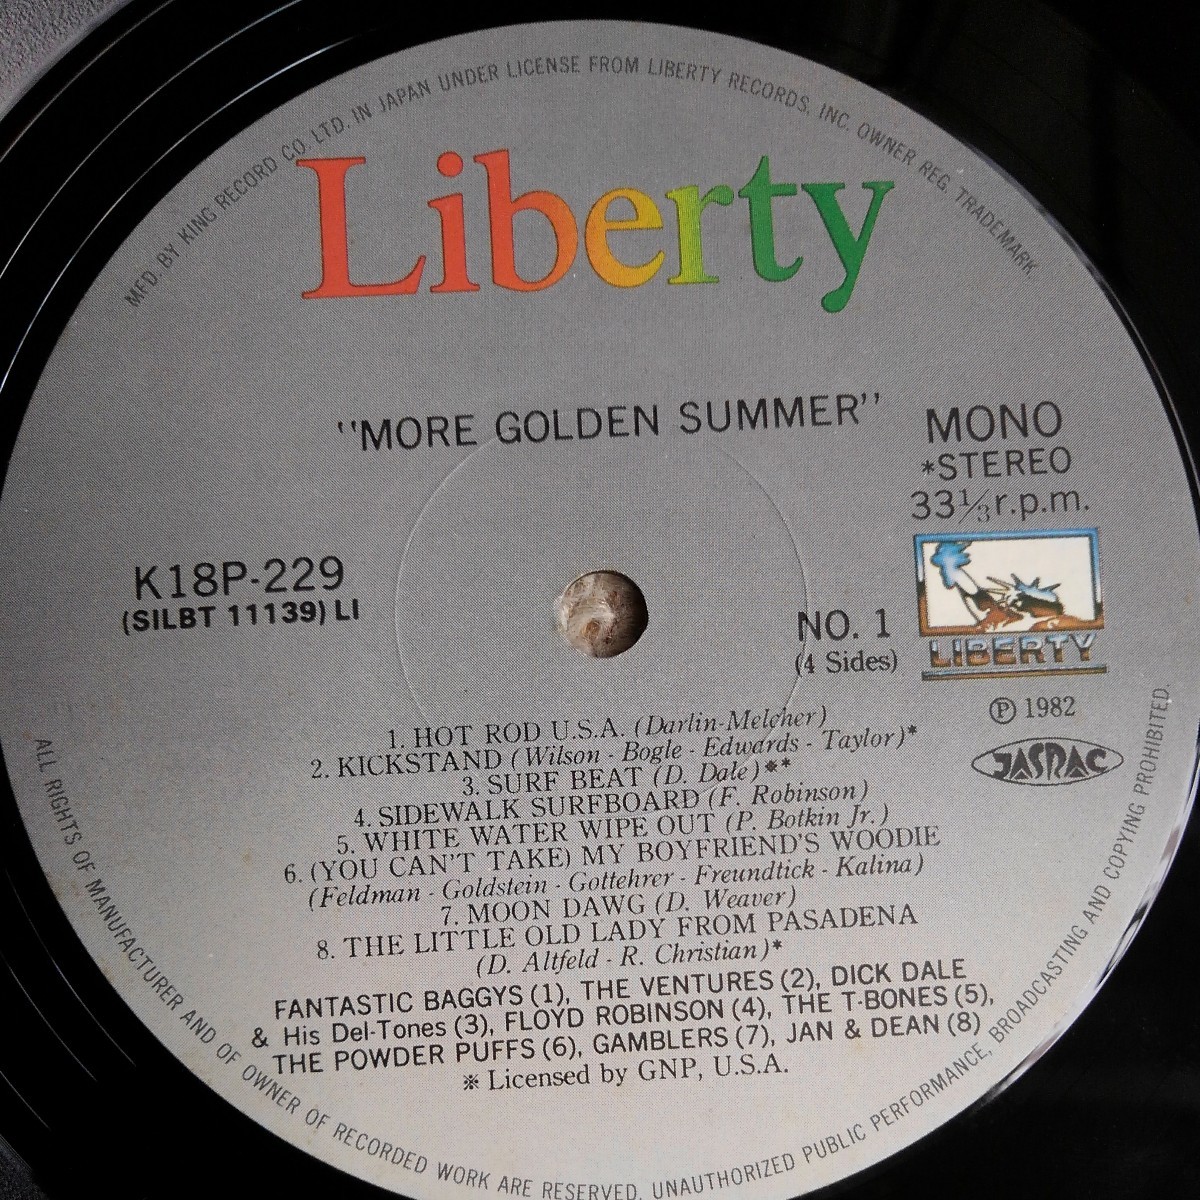 MFD. BY KING RECORD CO. LTD. IN JAPAN UNDER LICENSE FROM LIBERTY RECORDS, INC. OWNER REG. TRADEMARK
Liberty
"MORE GOLDEN SUMMER"
MONO
*STEREO
33 1/3 r.p.m.
K18P-229
(SILBT 11139) LI
NO. 1
(4 Sides)
LIBERTY
℗ 1982
JASRAC
1. HOT ROD U.S.A. (Darlin-Melcher)
2. KICKSTAND (Wilson - Bogle - Edwards - Taylor)*
3. SURF BEAT (D. Dale)*※
4. SIDEWALK SURFBOARD (F. Robinson)
5. WHITE WATER WIPE OUT (P. Botkin Jr.)
6. (YOU CAN'T TAKE) MY BOYFRIEND'S WOODIE
(Feldman - Goldstein - Gottehrer - Freundtick - Kalina)
7. MOON DAWG (D. Weaver)
8. THE LITTLE OLD LADY FROM PASADENA
(D. Altfeld - R. Christian)*
FANTASTIC BAGGYS (1), THE VENTURES (2), DICK DALE
& His Del-Tones (3), FLOYD ROBINSON (4), THE T-BONES (5),
THE POWDER PUFFS (6), GAMBLERS (7), JAN & DEAN (8)
※ Licensed by GNP, U.S.A.
ALL RIGHTS OF MANUFACTURER AND OF OWNER OF RECORDED WORK ARE RESERVED. UNAUTHORIZED PUBLIC PERFORMANCE, BROADCASTING AND COPYING PROHIBITED.